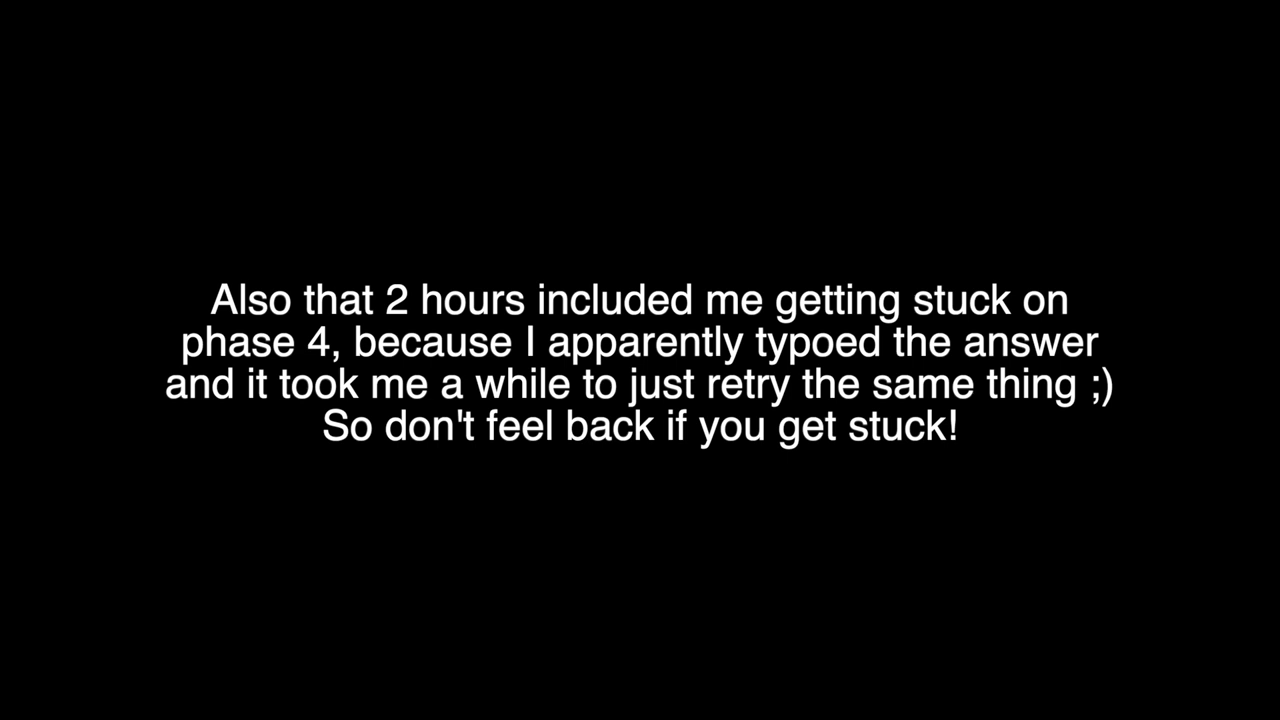 Also that 2 hours included me getting stuck on
phase 4, because I apparently typoed the answer
and it took me a while to just retry the same thing ;)
So don't feel back if you get stuck!